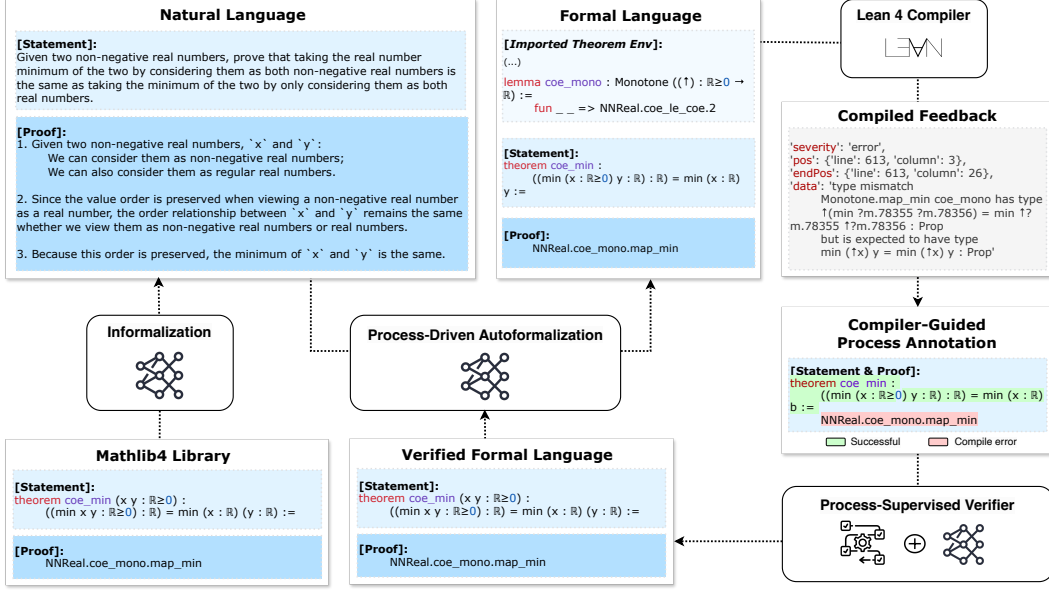 Natural Language
[Statement]:
Given two non-negative real numbers, prove that taking the real number
minimum of the two by considering them as both non-negative real numbers is
the same as taking the minimum of the two by only considering them as both
real numbers.
[Proof]:
1. Given two non-negative real numbers, `x` and `y`:
We can consider them as non-negative real numbers;
We can also consider them as regular real numbers.
2. Since the value order is preserved when viewing a non-negative real number
as a real number, the order relationship between `x` and `y` remains the same
whether we view them as non-negative real numbers or real numbers.
3. Because this order is preserved, the minimum of `x` and `y` is the same.
Formal Language
[Imported Theorem Env]:
(...)
lemma coe_mono : Monotone ((↑) : ℝ≥0 →
ℝ) :=
fun _ _ => NNReal.coe_le_coe.2
[Statement]:
theorem coe_min :
((min (x : ℝ≥0) y : ℝ) : ℝ) = min (x : ℝ)
y :=
[Proof]:
NNReal.coe_mono.map_min
Lean 4 Compiler
LEAN
Compiled Feedback
'severity': 'error',
'pos': {'line': 613, 'column': 3},
'endPos': {'line': 613, 'column': 26},
'data': 'type mismatch
Monotone.map_min coe_mono has type
↑(min ?m.78355 ?m.78356) = min ↑?
m.78355 ↑?m.78356 : Prop
but is expected to have type
min (↑x) y = min (↑x) y : Prop'
Informalization
Process-Driven Autoformalization
Compiler-Guided
Process Annotation
[Statement & Proof]:
theorem coe_min :
((min (x : ℝ≥0) y : ℝ) : ℝ) = min (x : ℝ)
b :=
NNReal.coe_mono.map_min
Successful
Compile error
Mathlib4 Library
[Statement]:
theorem coe_min (x y : ℝ≥0) :
((min x y : ℝ≥0) : ℝ) = min (x : ℝ) (y : ℝ) :=
[Proof]:
NNReal.coe_mono.map_min
Verified Formal Language
[Statement]:
theorem coe_min (x y : ℝ≥0) :
((min x y : ℝ≥0) : ℝ) = min (x : ℝ) (y : ℝ) :=
[Proof]:
NNReal.coe_mono.map_min
Process-Supervised Verifier